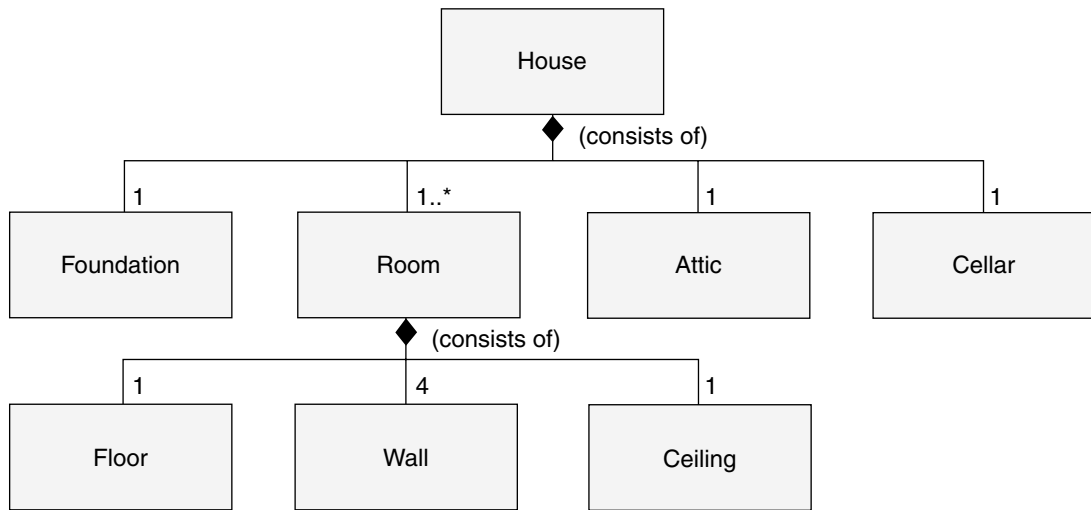 House
(consists of)
1
1..*
1
1
Foundation
Room
Attic
Cellar
(consists of)
1
4
1
Floor
Wall
Ceiling